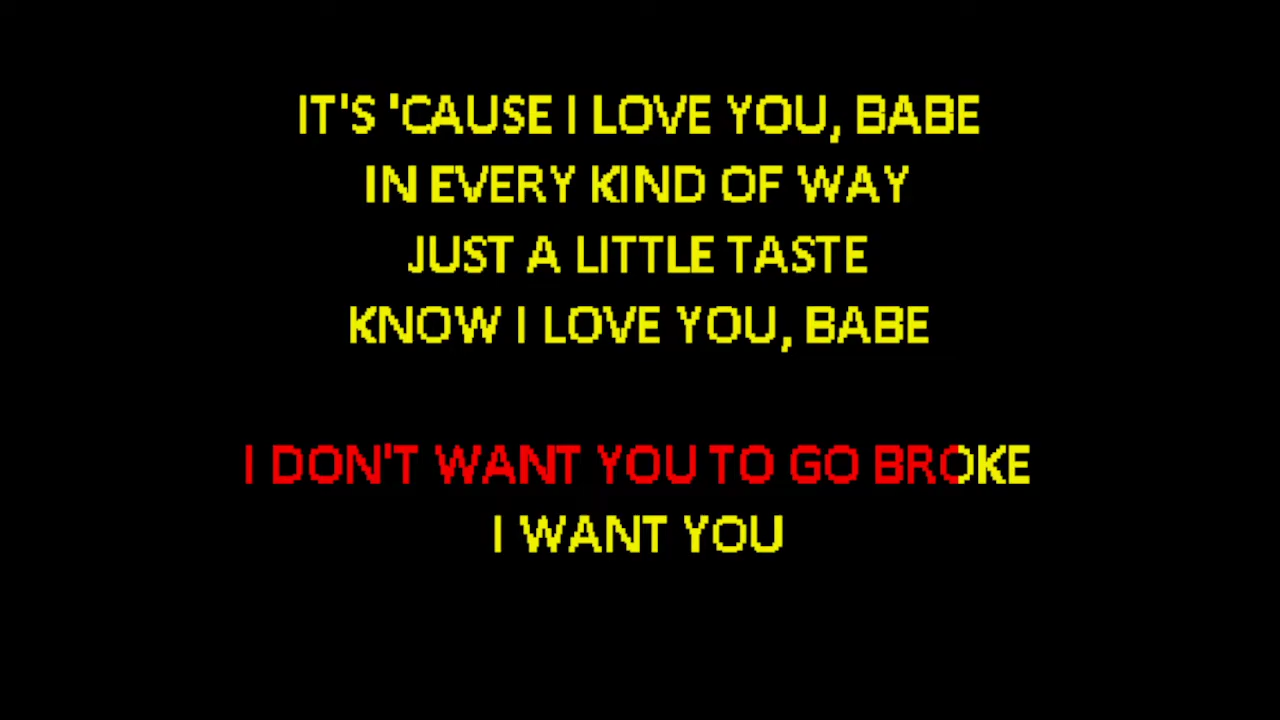 IT'S 'CAUSE I LOVE YOU, BABE
IN EVERY KIND OF WAY
JUST A LITTLE TASTE
KNOW I LOVE YOU, BABE
I DON'T WANT YOU TO GO BROKE
I WANT YOU